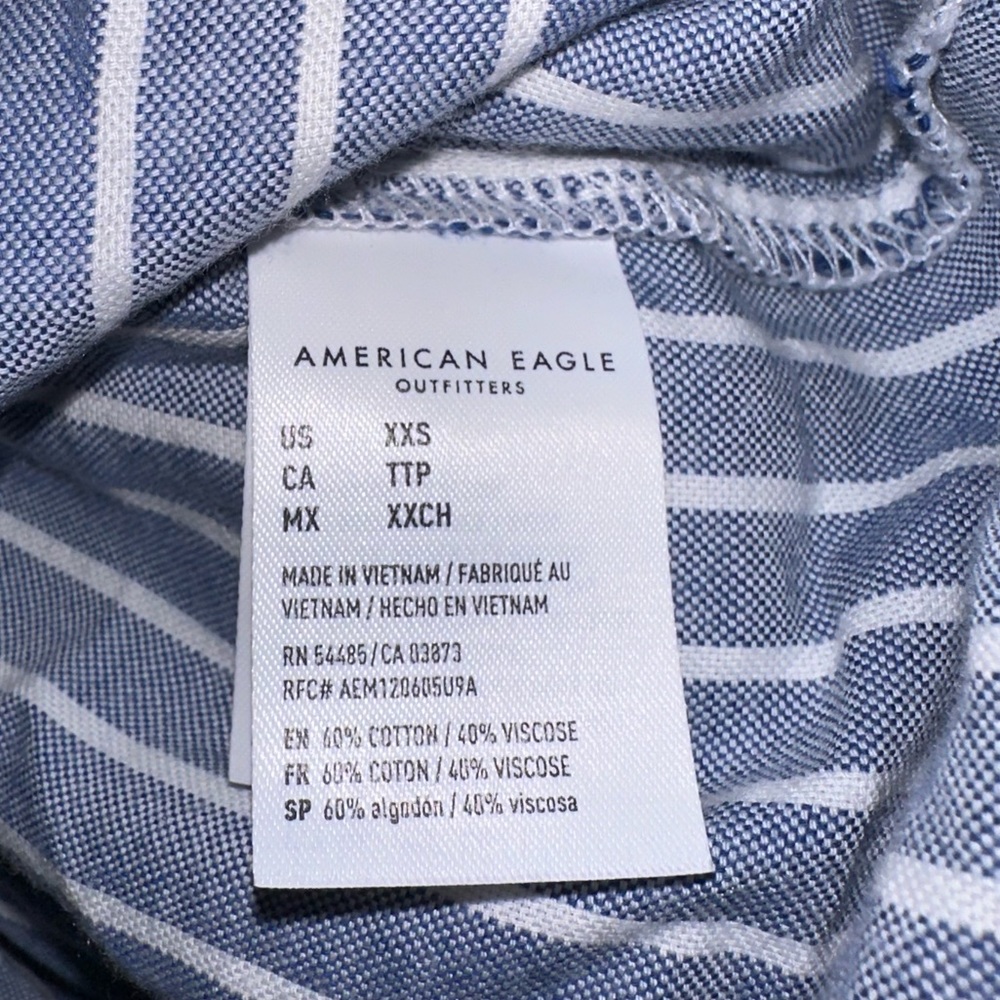 AMERICAN EAGLE
OUTFITTERS
US XXS
CA TTP
MX XXCH
MADE IN VIETNAM / FABRIQUÉ AU
VIETNAM / HECHO EN VIETNAM
RN 54485/CA 03873
RFC# AEM120605U9A
EN 60% COTTON / 40% VISCOSE
FR 60% COTON / 40% VISCOSE
SP 60% algodón / 40% viscosa